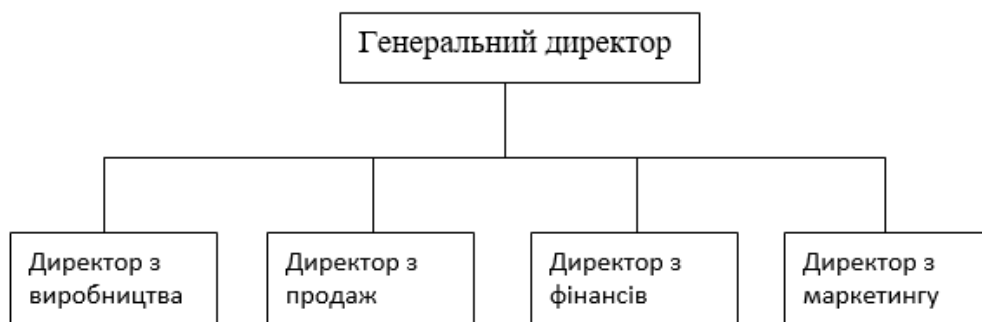 Генеральний директор
Директор з
виробництва
Директор з
продаж
Директор з
фінансів
Директор з
маркетингу